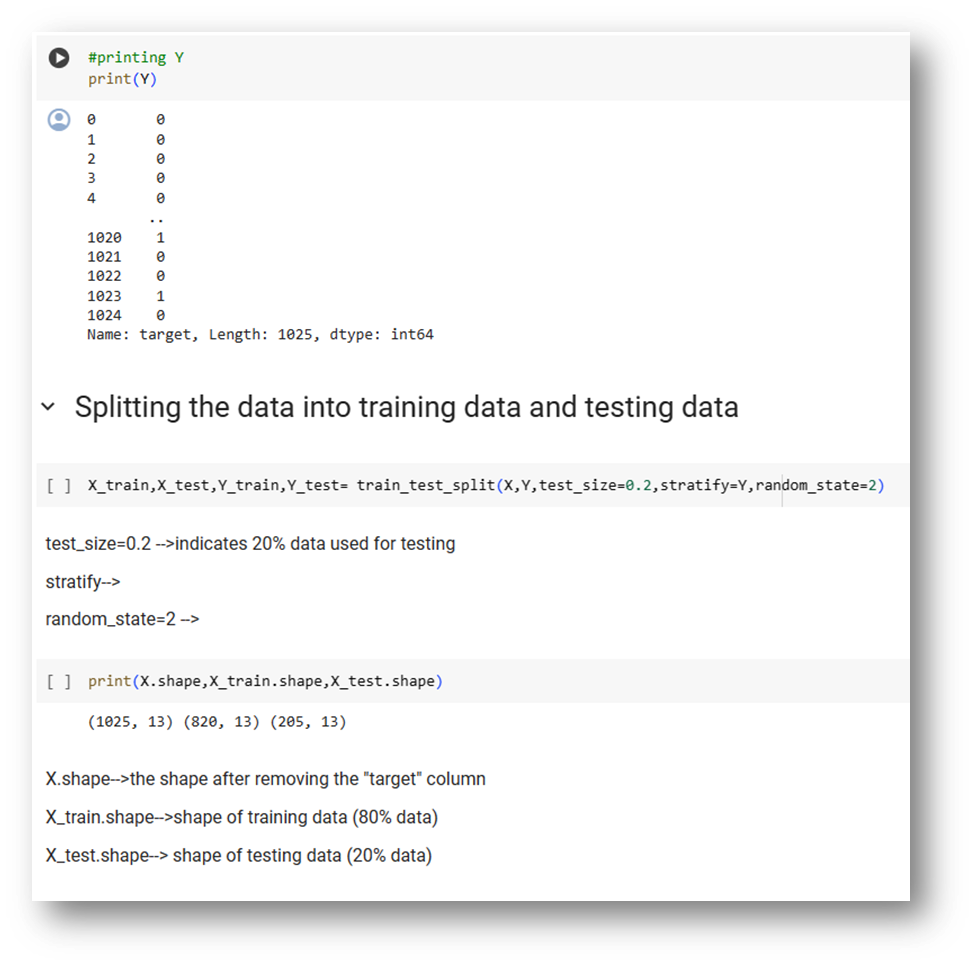 #printing Y
print(Y)
0 0
1 0
2 0
3 0
4 0
..
1020 1
1021 0
1022 0
1023 1
1024 0
Name: target, Length: 1025, dtype: int64
Splitting the data into training data and testing data
[ ] X_train,X_test,Y_train,Y_test= train_test_split(X,Y,test_size=0.2,stratify=Y,random_state=2)
test_size=0.2 -->indicates 20% data used for testing
stratify-->
random_state=2 -->
[ ] print(X.shape,X_train.shape,X_test.shape)
(1025, 13) (820, 13) (205, 13)
X.shape-->the shape after removing the "target" column
X_train.shape-->shape of training data (80% data)
X_test.shape--> shape of testing data (20% data)